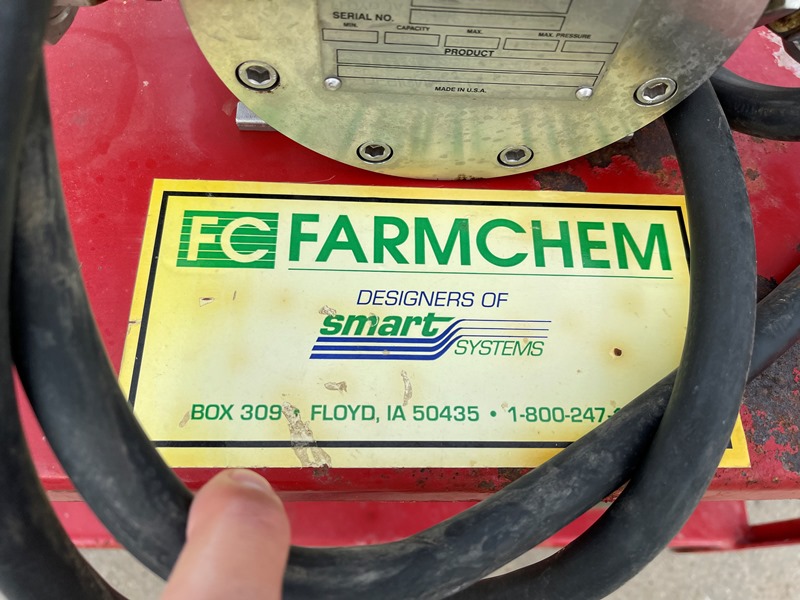 SERIAL NO.
MIN. CAPACITY MAX. MAX. PRESSURE
PRODUCT
MADE IN U.S.A.
FC FARMCHEM
DESIGNERS OF
smart
SYSTEMS
BOX 309 • FLOYD, IA 50435 • 1-800-247-